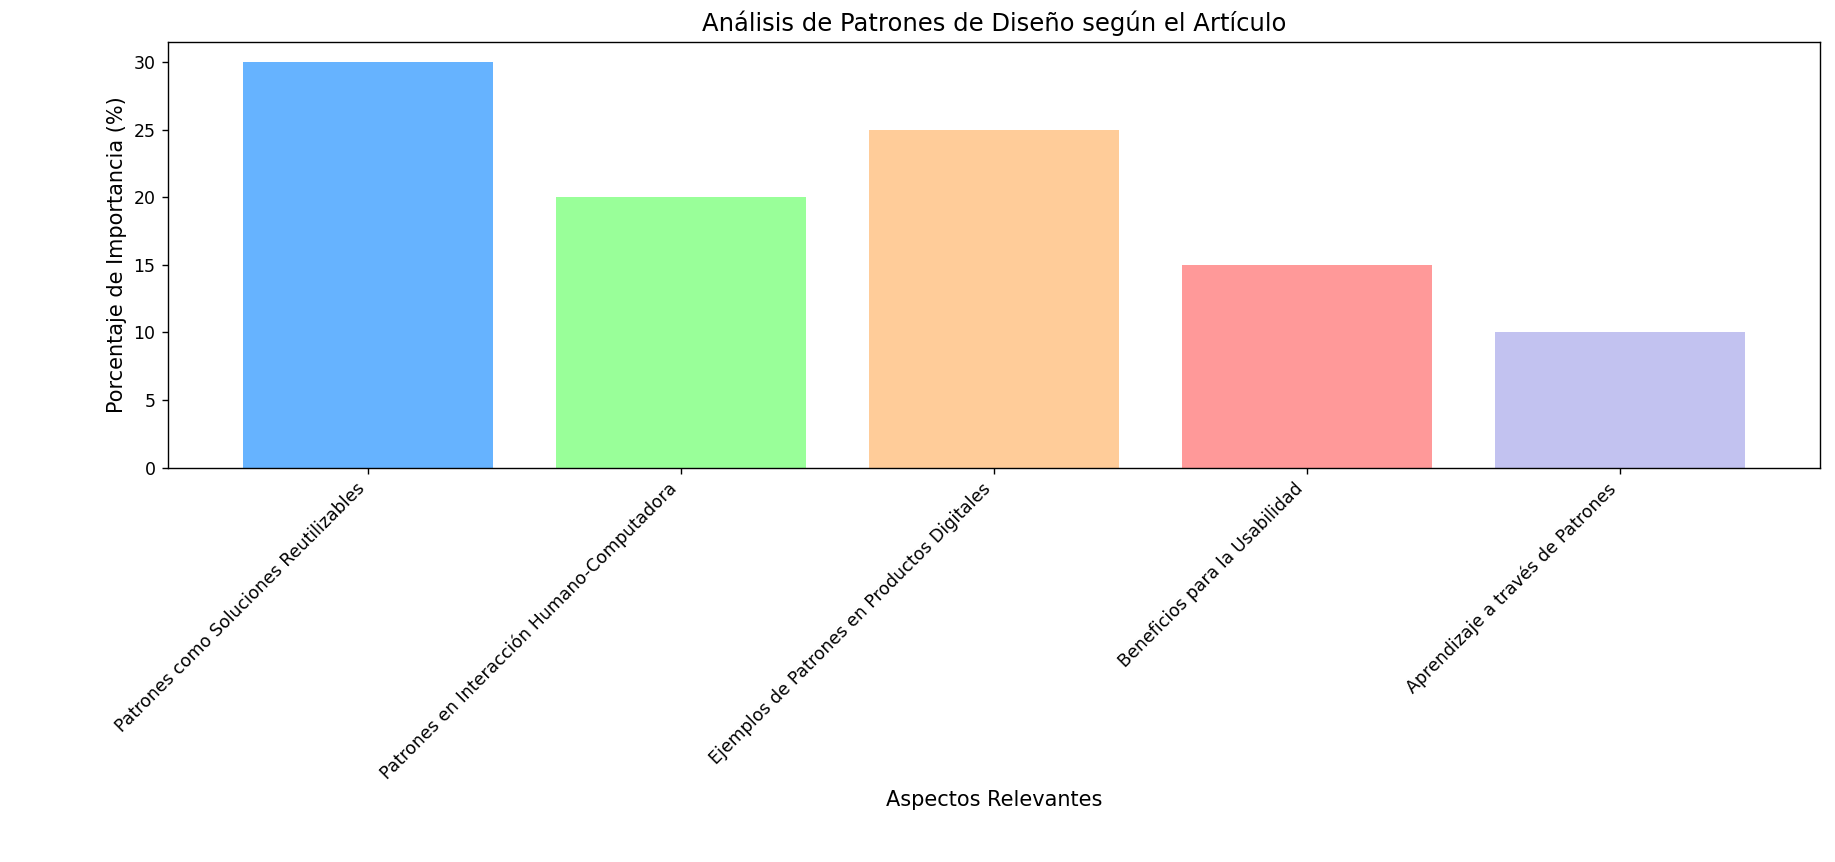 Análisis de Patrones de Diseño según el Artículo
Porcentaje de Importancia (%)
30
25
20
15
10
5
0
Patrones como Soluciones Reutilizables
Patrones en Interacción Humano-Computadora
Ejemplos de Patrones en Productos Digitales
Beneficios para la Usabilidad
Aprendizaje a través de Patrones
Aspectos Relevantes